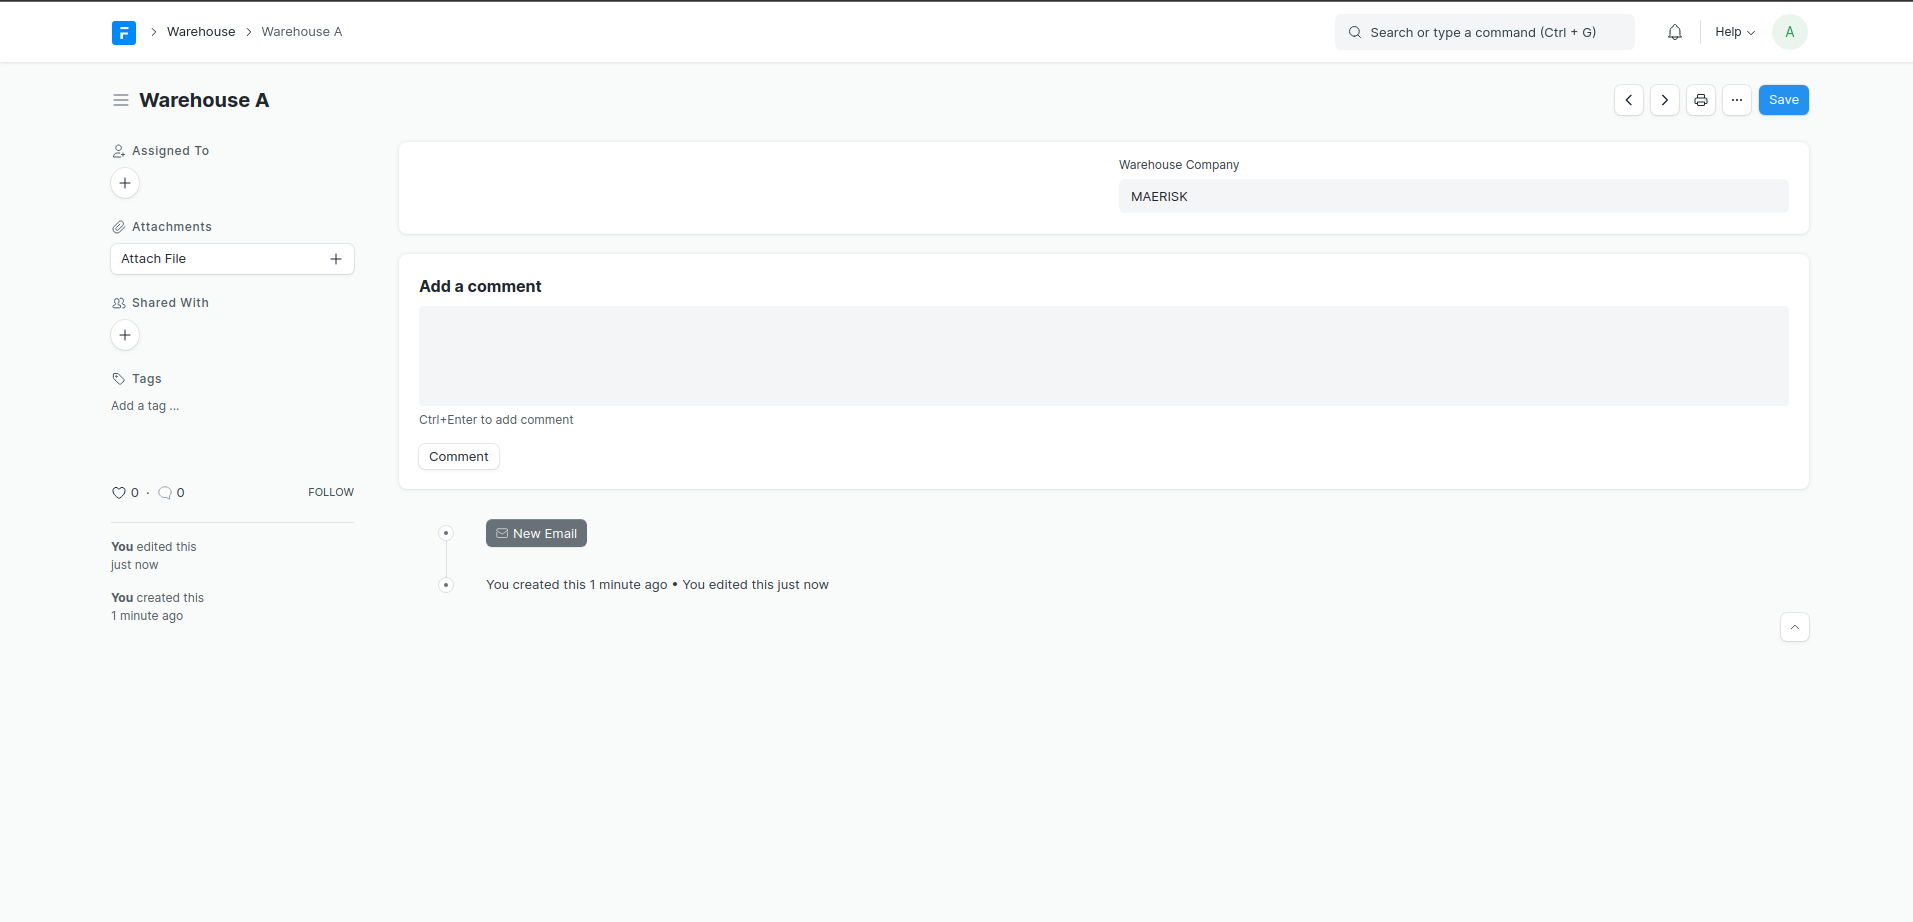 Warehouse
Warehouse A
Search or type a command (Ctrl + G)
Help
A
Warehouse A
Save
Assigned To
Attachments
Attach File
Shared With
Tags
Add a tag ...
0 · 0
FOLLOW
You edited this
just now
You created this
1 minute ago
Warehouse Company
MAERISK
Add a comment
Ctrl+Enter to add comment
Comment
New Email
You created this 1 minute ago • You edited this just now